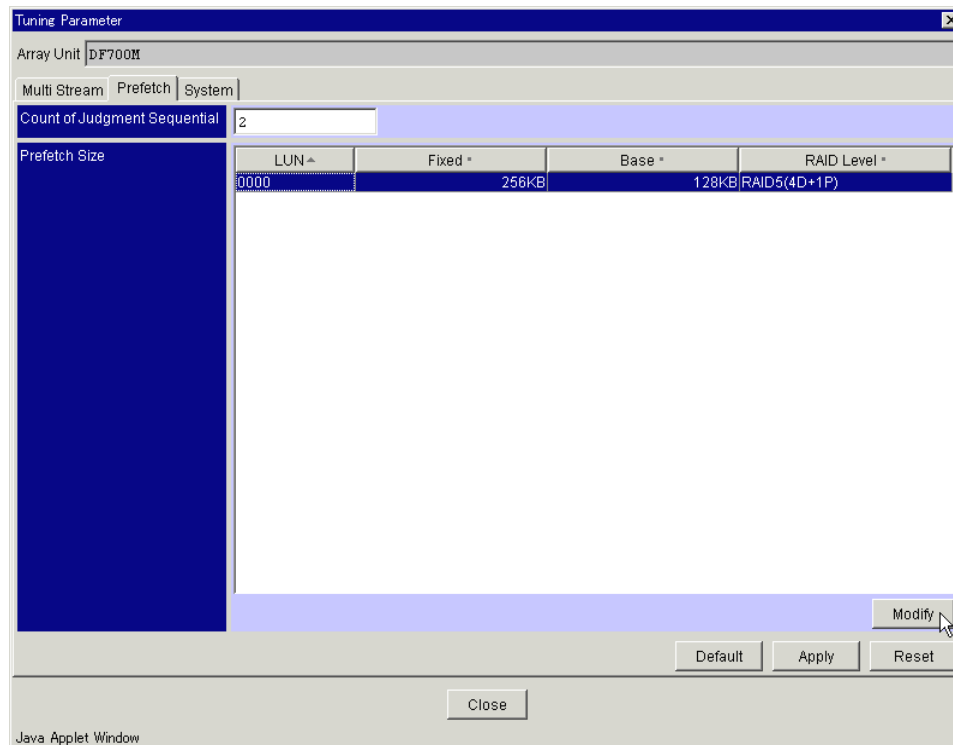 Tuning Parameter
Array Unit DF700M
Multi Stream Prefetch System
Count of Judgment Sequential 2
Prefetch Size
LUN Fixed Base RAID Level
0000 256KB 128KB RAID5(4D+1P)
Modify
Default Apply Reset
Close
Java Applet Window